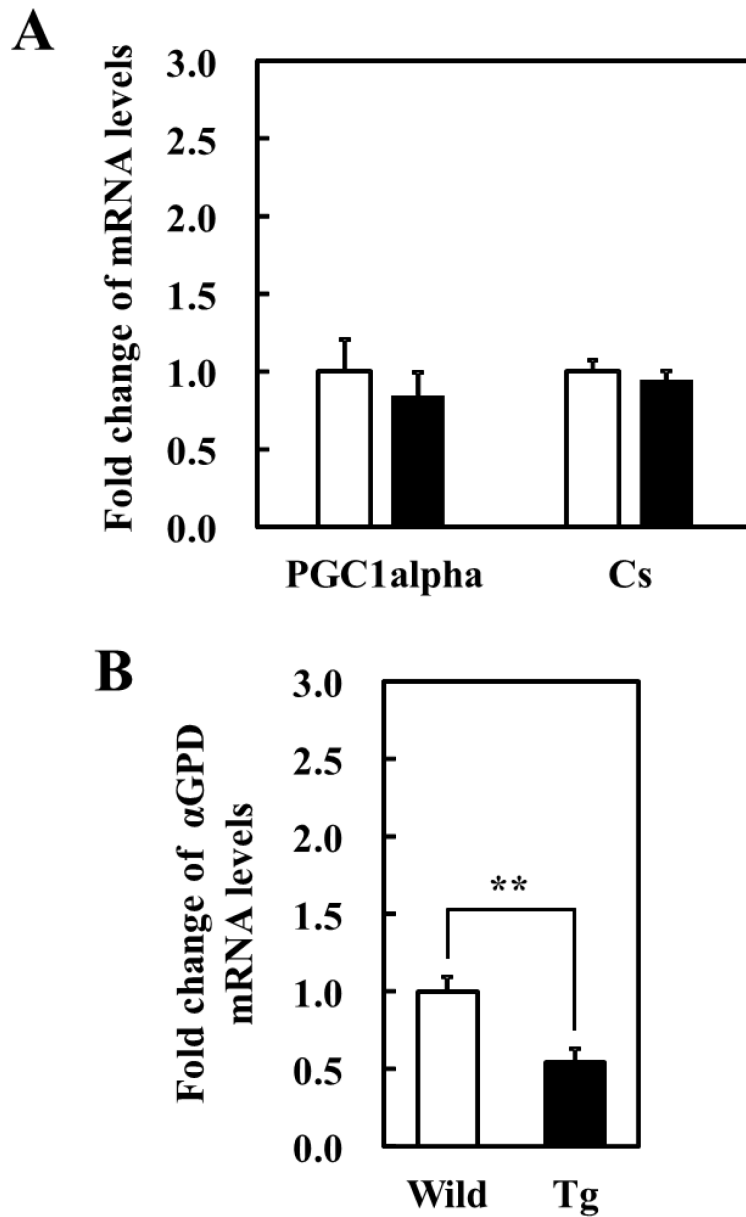 A
Fold change of mRNA levels
3.0
2.5
2.0
1.5
1.0
0.5
0.0
PGC1alpha Cs
B
Fold change of αGPD
mRNA levels
3.0
2.5
2.0
1.5
1.0
0.5
0.0
**
Wild Tg